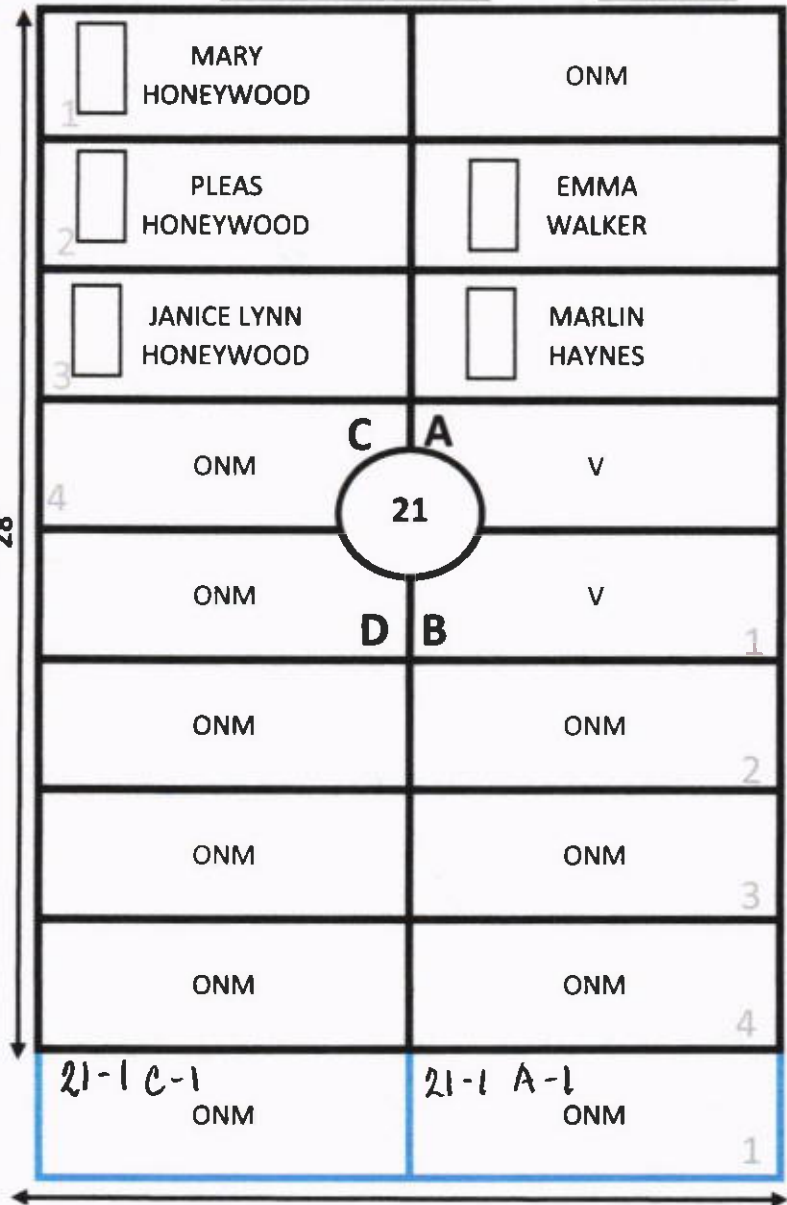 MARY
HONEYWOOD
1
ONM
PLEAS
HONEYWOOD
2
EMMA
WALKER
JANICE LYNN
HONEYWOOD
3
MARLIN
HAYNES
C A
ONM
4
21
V
28
ONM
V
D B
1
ONM
ONM
2
ONM
ONM
3
ONM
ONM
4
21-1 C-1
ONM
21-1 A-1
ONM
1